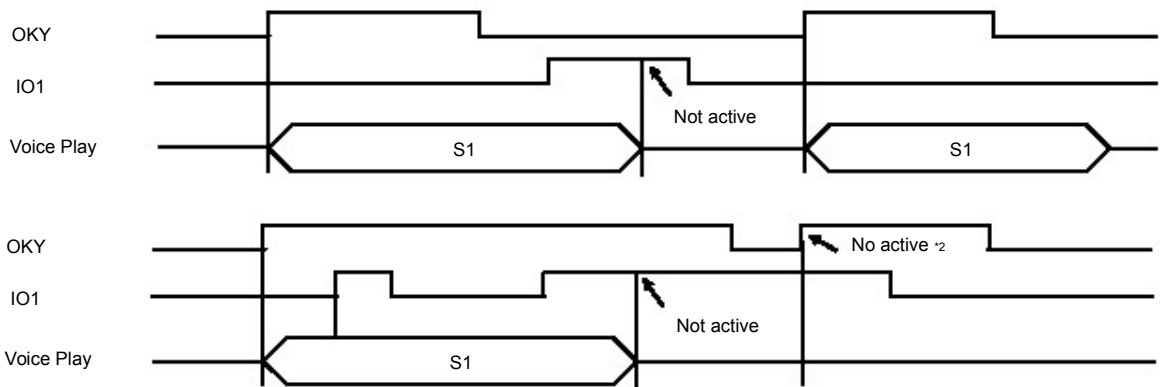 OKY
IO1
Not active
Voice Play
S1
S1
OKY
No active *2
IO1
Not active
Voice Play
S1